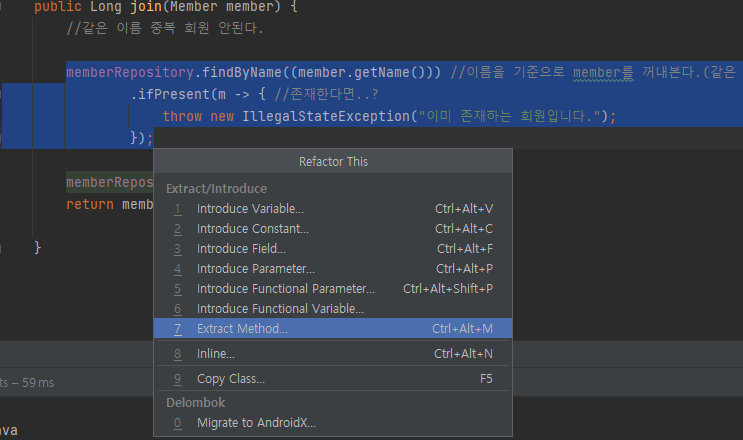 public Long join(Member member) {
//같은 이름 중복 회원 안된다.
memberRepository.findByName((member.getName())) //이름을 기준으로 member를 꺼내본다.(같은
.ifPresent(m -> { //존재한다면..?
throw new IllegalStateException("이미 존재하는 회원입니다.");
});
Refactor This
memberRepos
return memb
}
Extract/Introduce
1 Introduce Variable... Ctrl+Alt+V
2 Introduce Constant... Ctrl+Alt+C
3 Introduce Field... Ctrl+Alt+F
4 Introduce Parameter... Ctrl+Alt+P
5 Introduce Functional Parameter... Ctrl+Alt+Shift+P
6 Introduce Functional Variable...
7 Extract Method... Ctrl+Alt+M
8 Inline... Ctrl+Alt+N
9 Copy Class... F5
Delombok
0 Migrate to AndroidX...
ts – 59 ms
ava